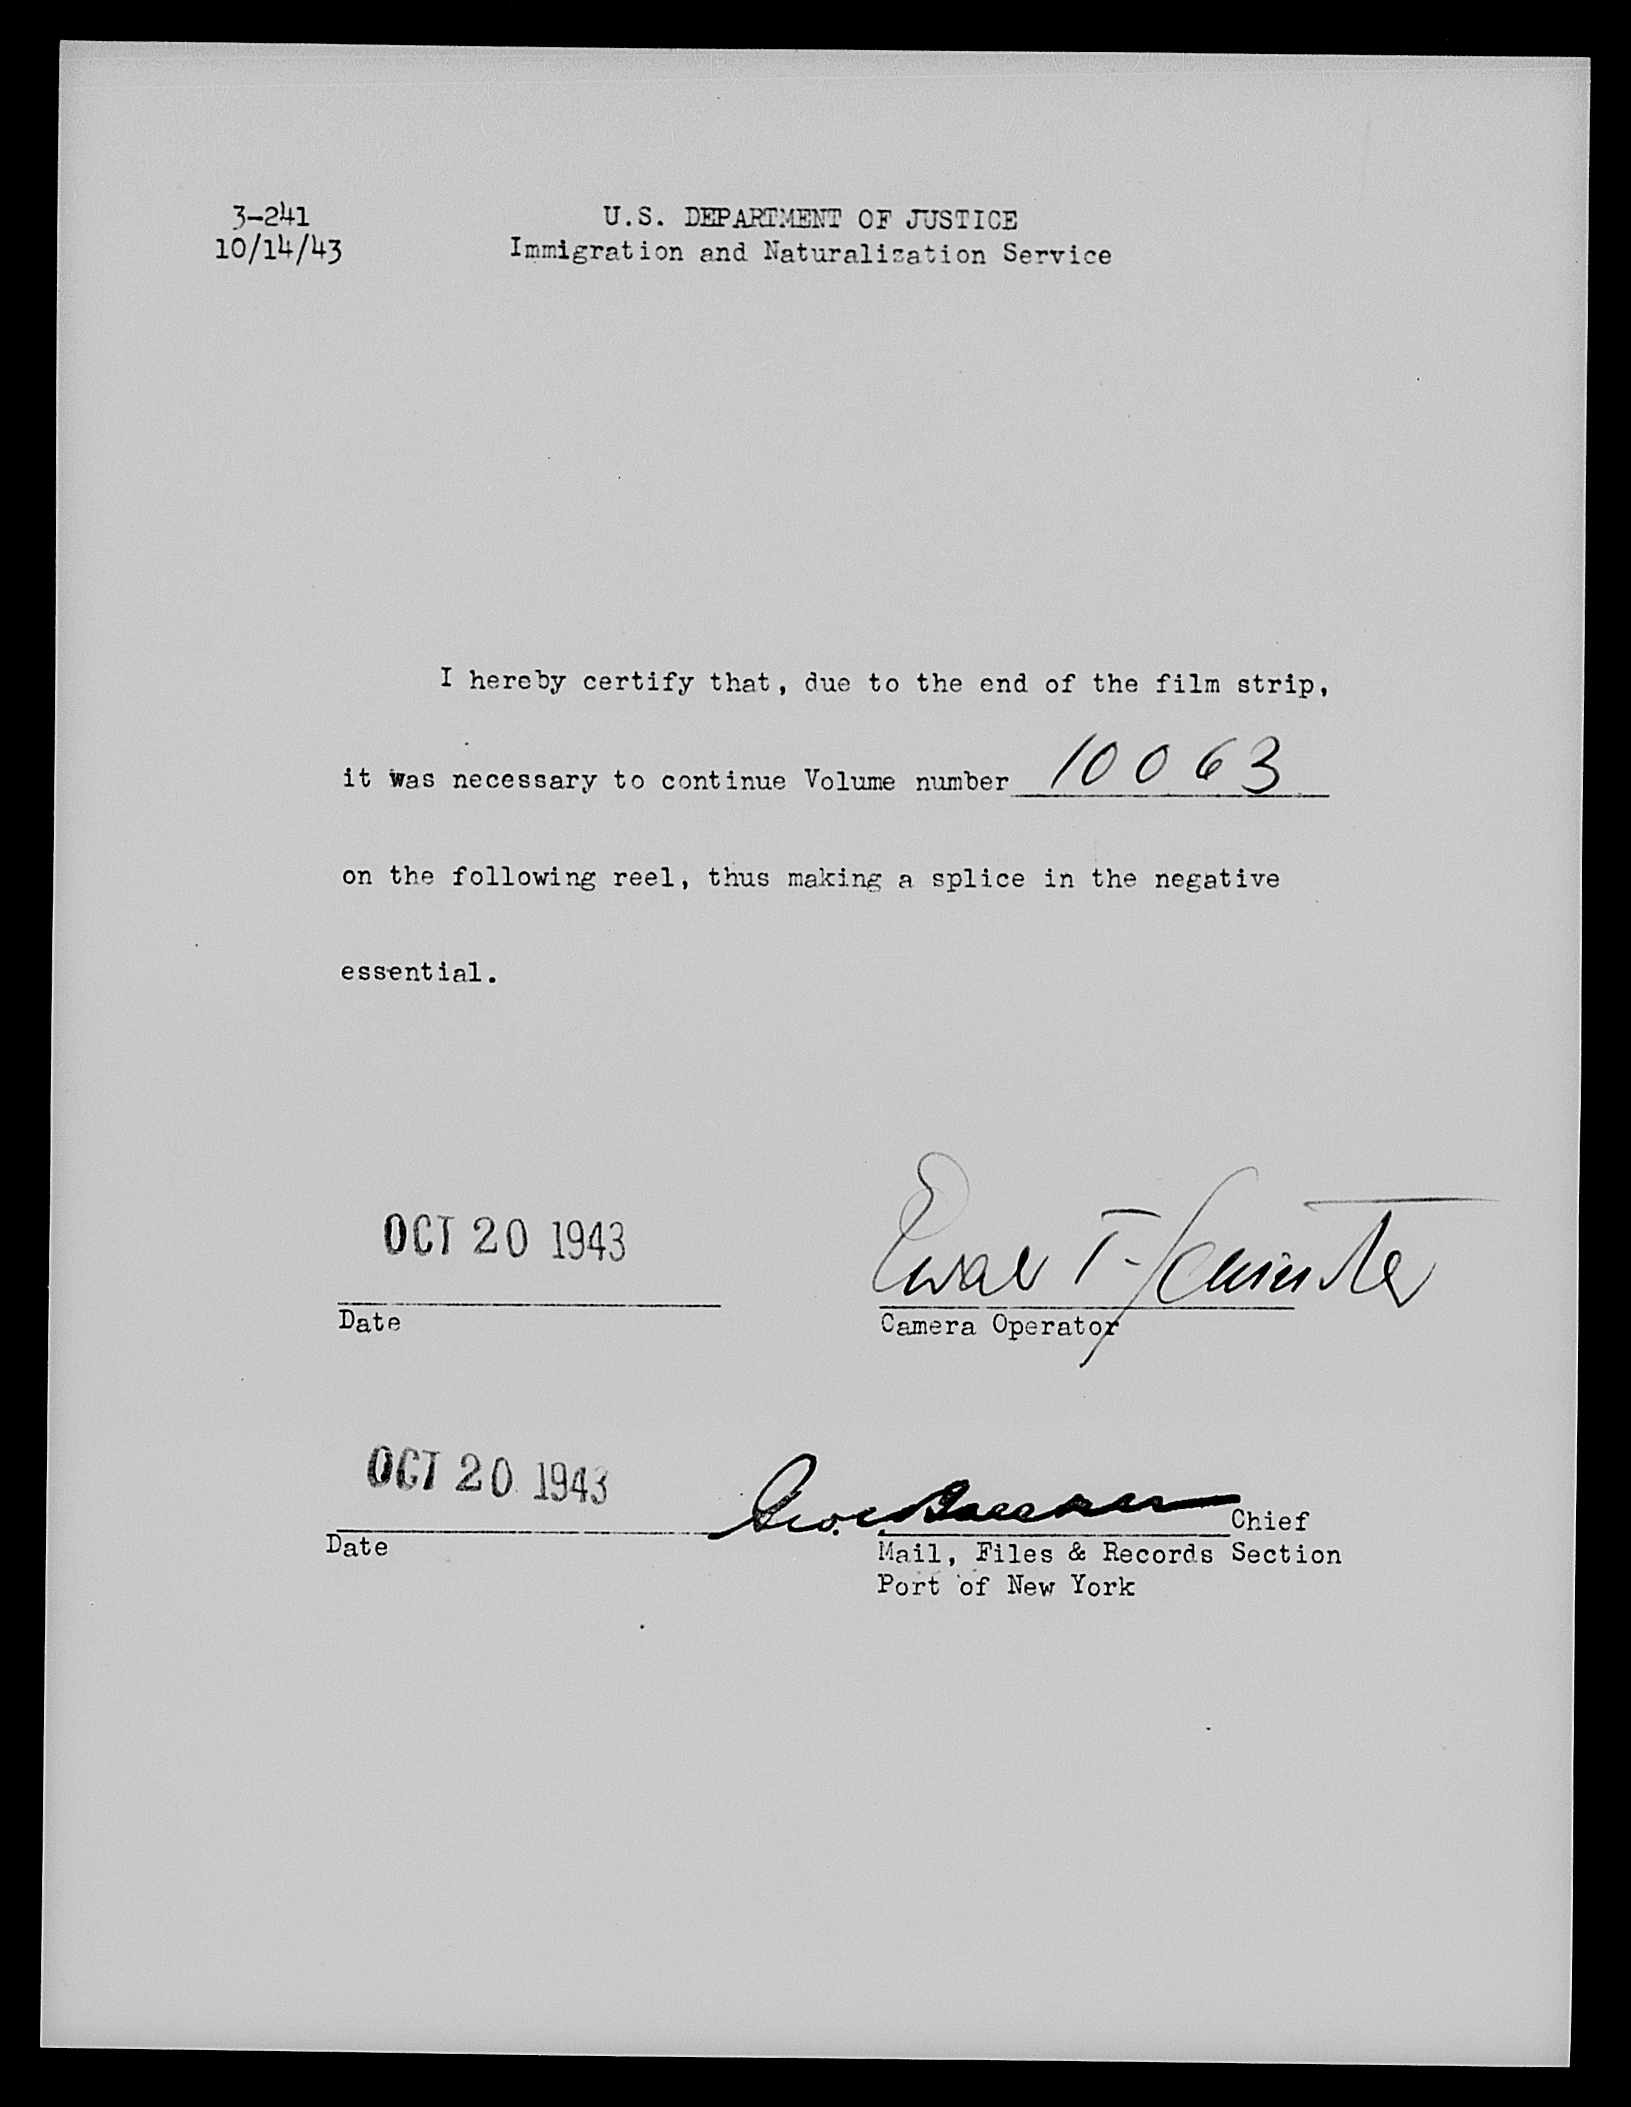 3-241
10/14/43
U.S. DEPARTMENT OF JUSTICE
Immigration and Naturalization Service
I hereby certify that, due to the end of the film strip,
it was necessary to continue Volume number 10063
on the following reel, thus making a splice in the negative
essential.
OCT 20 1943
Date
Camera Operator
OCT 20 1943
Date
Chief
Mail, Files & Records Section
Port of New York